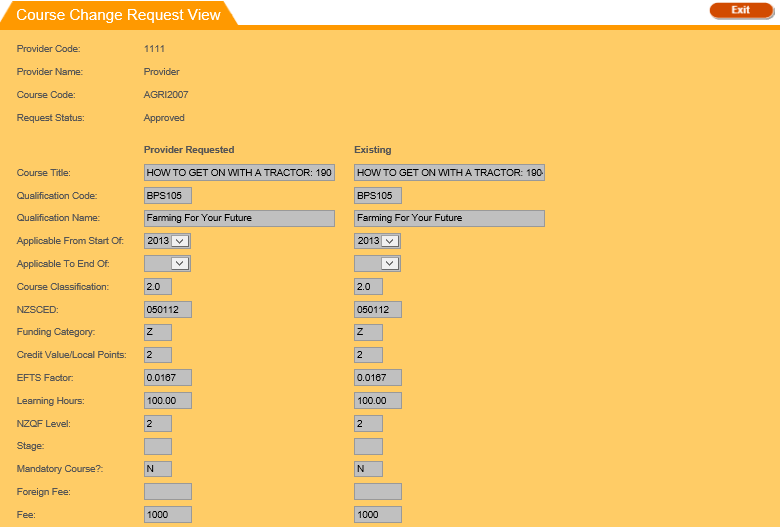 Course Change Request View
Exit
Provider Code: 1111
Provider Name: Provider
Course Code: AGRI2007
Request Status: Approved
Provider Requested Existing
Course Title: HOW TO GET ON WITH A TRACTOR: 190 HOW TO GET ON WITH A TRACTOR: 190-
Qualification Code: BPS105 BPS105
Qualification Name: Farming For Your Future Farming For Your Future
Applicable From Start Of: 2013 2013
Applicable To End Of:
Course Classification: 2.0 2.0
NZSCED: 050112 050112
Funding Category: Z Z
Credit Value/Local Points: 2 2
EFTS Factor: 0.0167 0.0167
Learning Hours: 100.00 100.00
NZQF Level: 2 2
Stage:
Mandatory Course?: N N
Foreign Fee:
Fee: 1000 1000